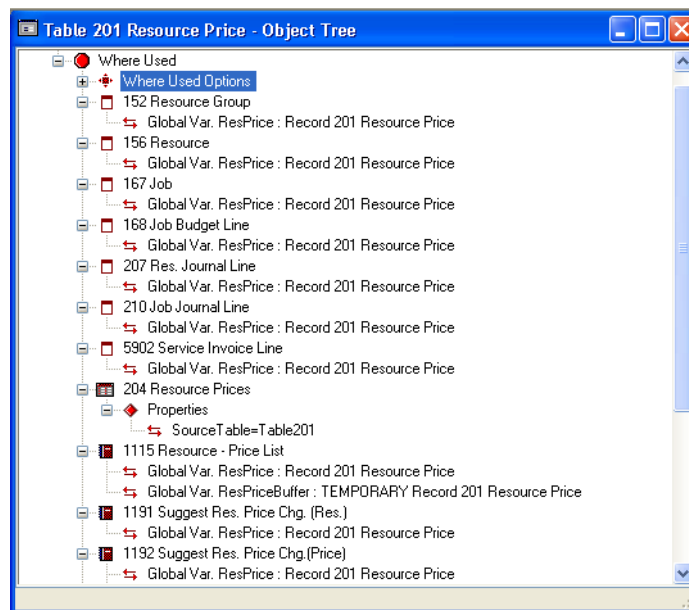 Table 201 Resource Price - Object Tree
Where Used
Where Used Options
152 Resource Group
Global Var. ResPrice : Record 201 Resource Price
156 Resource
Global Var. ResPrice : Record 201 Resource Price
167 Job
Global Var. ResPrice : Record 201 Resource Price
168 Job Budget Line
Global Var. ResPrice : Record 201 Resource Price
207 Res. Journal Line
Global Var. ResPrice : Record 201 Resource Price
210 Job Journal Line
Global Var. ResPrice : Record 201 Resource Price
5902 Service Invoice Line
Global Var. ResPrice : Record 201 Resource Price
204 Resource Prices
Properties
SourceTable=Table201
1115 Resource - Price List
Global Var. ResPrice : Record 201 Resource Price
Global Var. ResPriceBuffer : TEMPORARY Record 201 Resource Price
1191 Suggest Res. Price Chg. (Res.)
Global Var. ResPrice : Record 201 Resource Price
1192 Suggest Res. Price Chg.(Price)
Global Var. ResPrice : Record 201 Resource Price